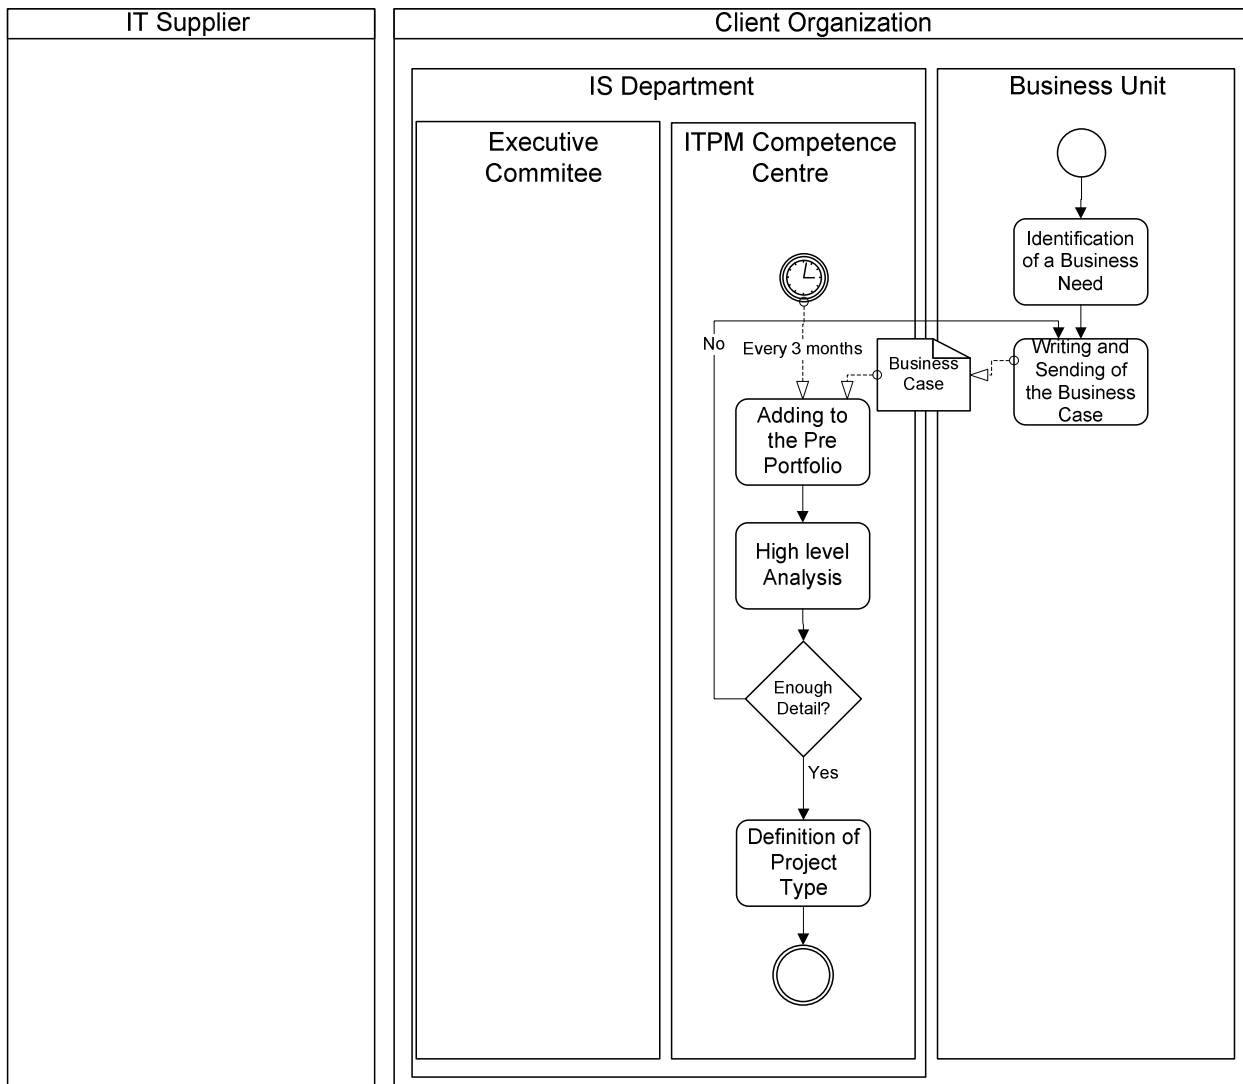 IT Supplier
Client Organization
IS Department
Business Unit
Executive
Commitee
ITPM Competence
Centre
Identification
of a Business
Need
No
Every 3 months
Business
Case
Writing and
Sending of
the Business
Case
Adding to
the Pre
Portfolio
High level
Analysis
Enough
Detail?
Yes
Definition of
Project
Type